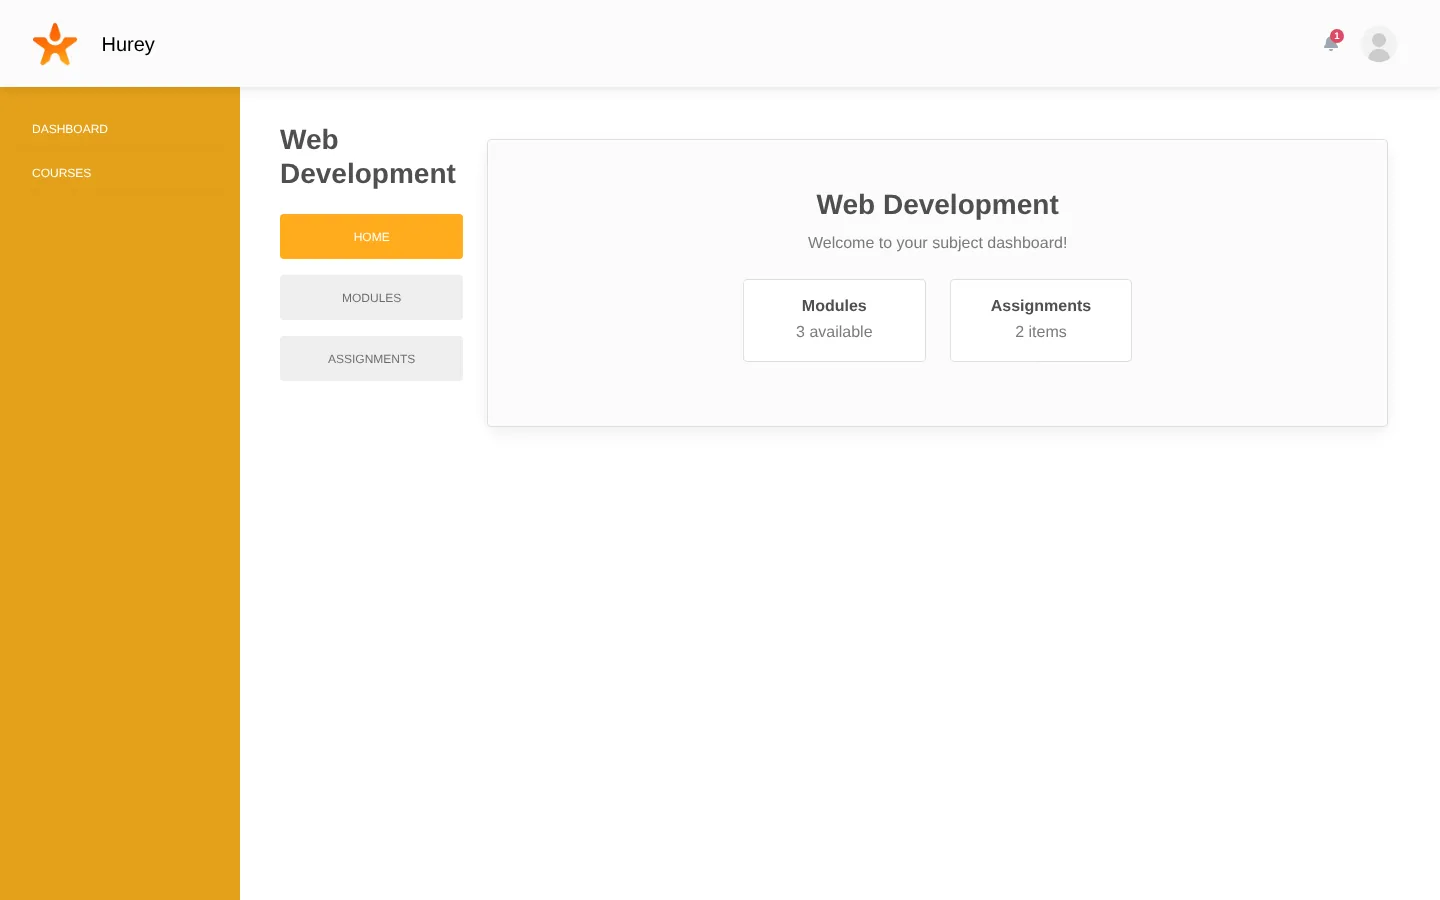 Hurey
1
DASHBOARD
COURSES
Web
Development
HOME
MODULES
ASSIGNMENTS
Web Development
Welcome to your subject dashboard!
Modules
3 available
Assignments
2 items